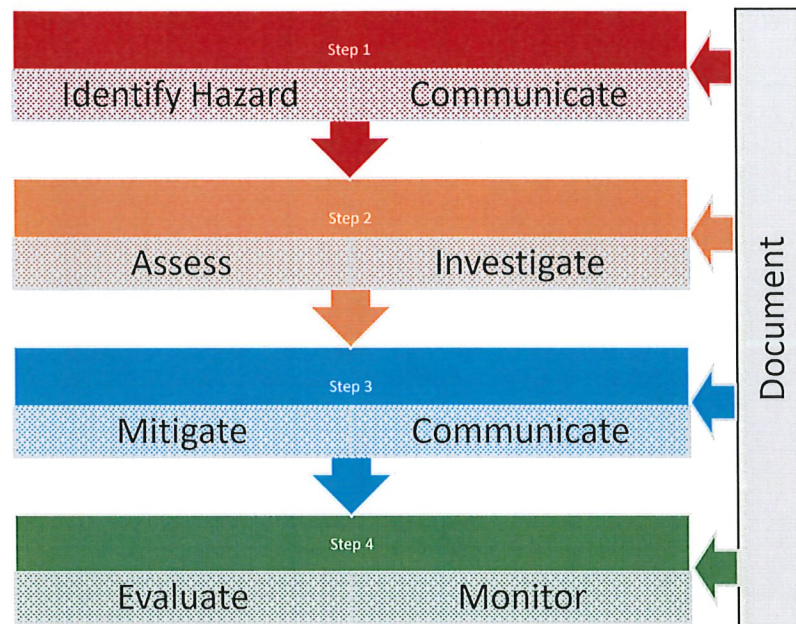 Step 1
Identify Hazard Communicate
Step 2
Assess Investigate
Step 3
Mitigate Communicate
Step 4
Evaluate Monitor
Document